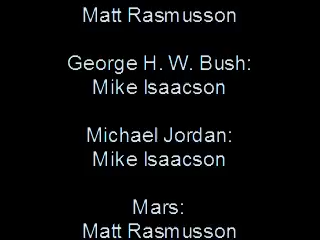 Matt Rasmusson
George H. W. Bush:
Mike Isaacson
Michael Jordan:
Mike Isaacson
Mars:
Matt Rasmusson